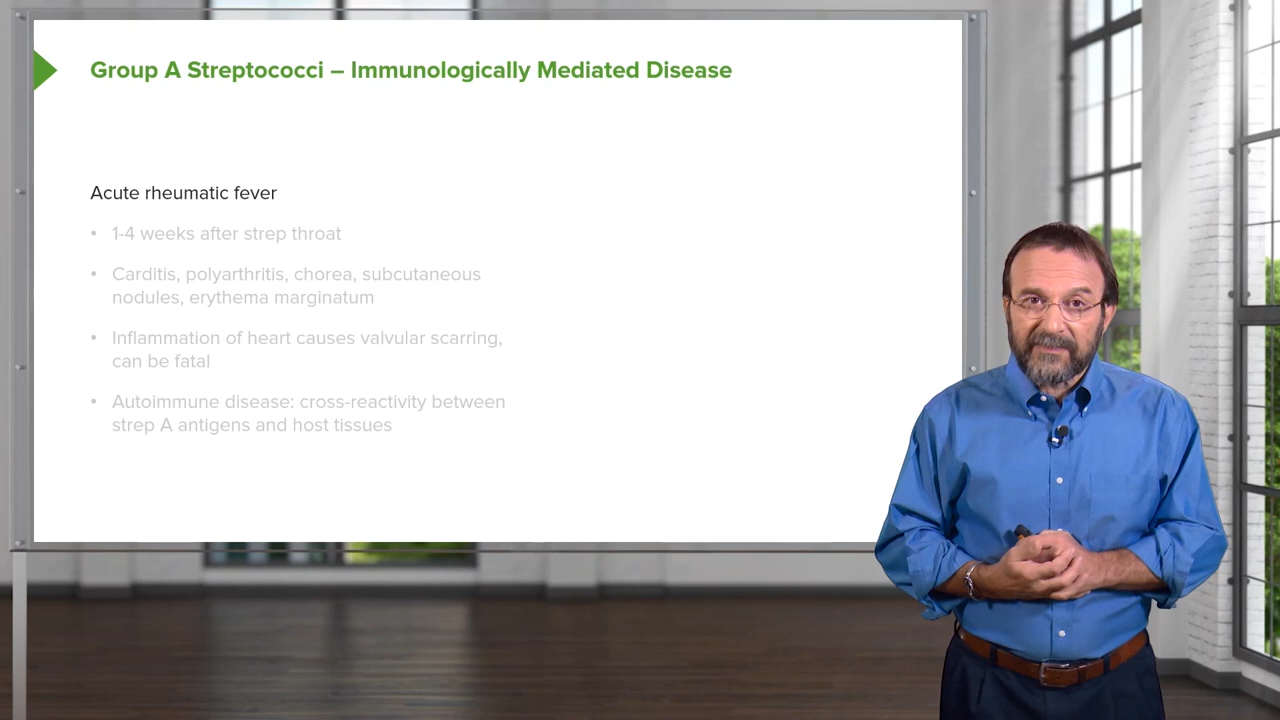 Group A Streptococci – Immunologically Mediated Disease
Acute rheumatic fever
• 1-4 weeks after strep throat
• Carditis, polyarthritis, chorea, subcutaneous
nodules, erythema marginatum
• Inflammation of heart causes valvular scarring,
can be fatal
• Autoimmune disease: cross-reactivity between
strep A antigens and host tissues